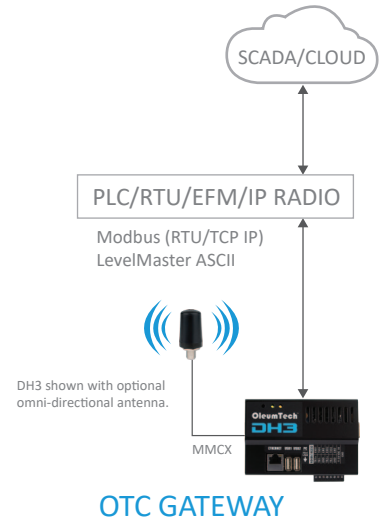 SCADA/CLOUD
PLC/RTU/EFM/IP RADIO
Modbus (RTU/TCP IP)
LevelMaster ASCII
DH3 shown with optional
omni-directional antenna.
MMCX
OleumTech
DH3
ETHERNET
OTC GATEWAY